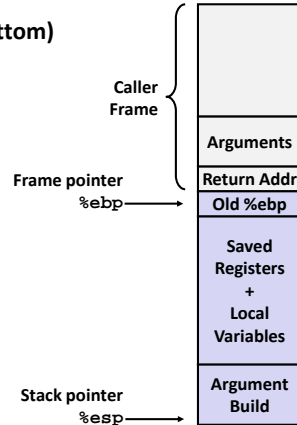 ttom)
Caller
Frame
Arguments
Return Addr
Frame pointer
%ebp
Old %ebp
Saved
Registers
+
Local
Variables
Argument
Build
Stack pointer
%esp